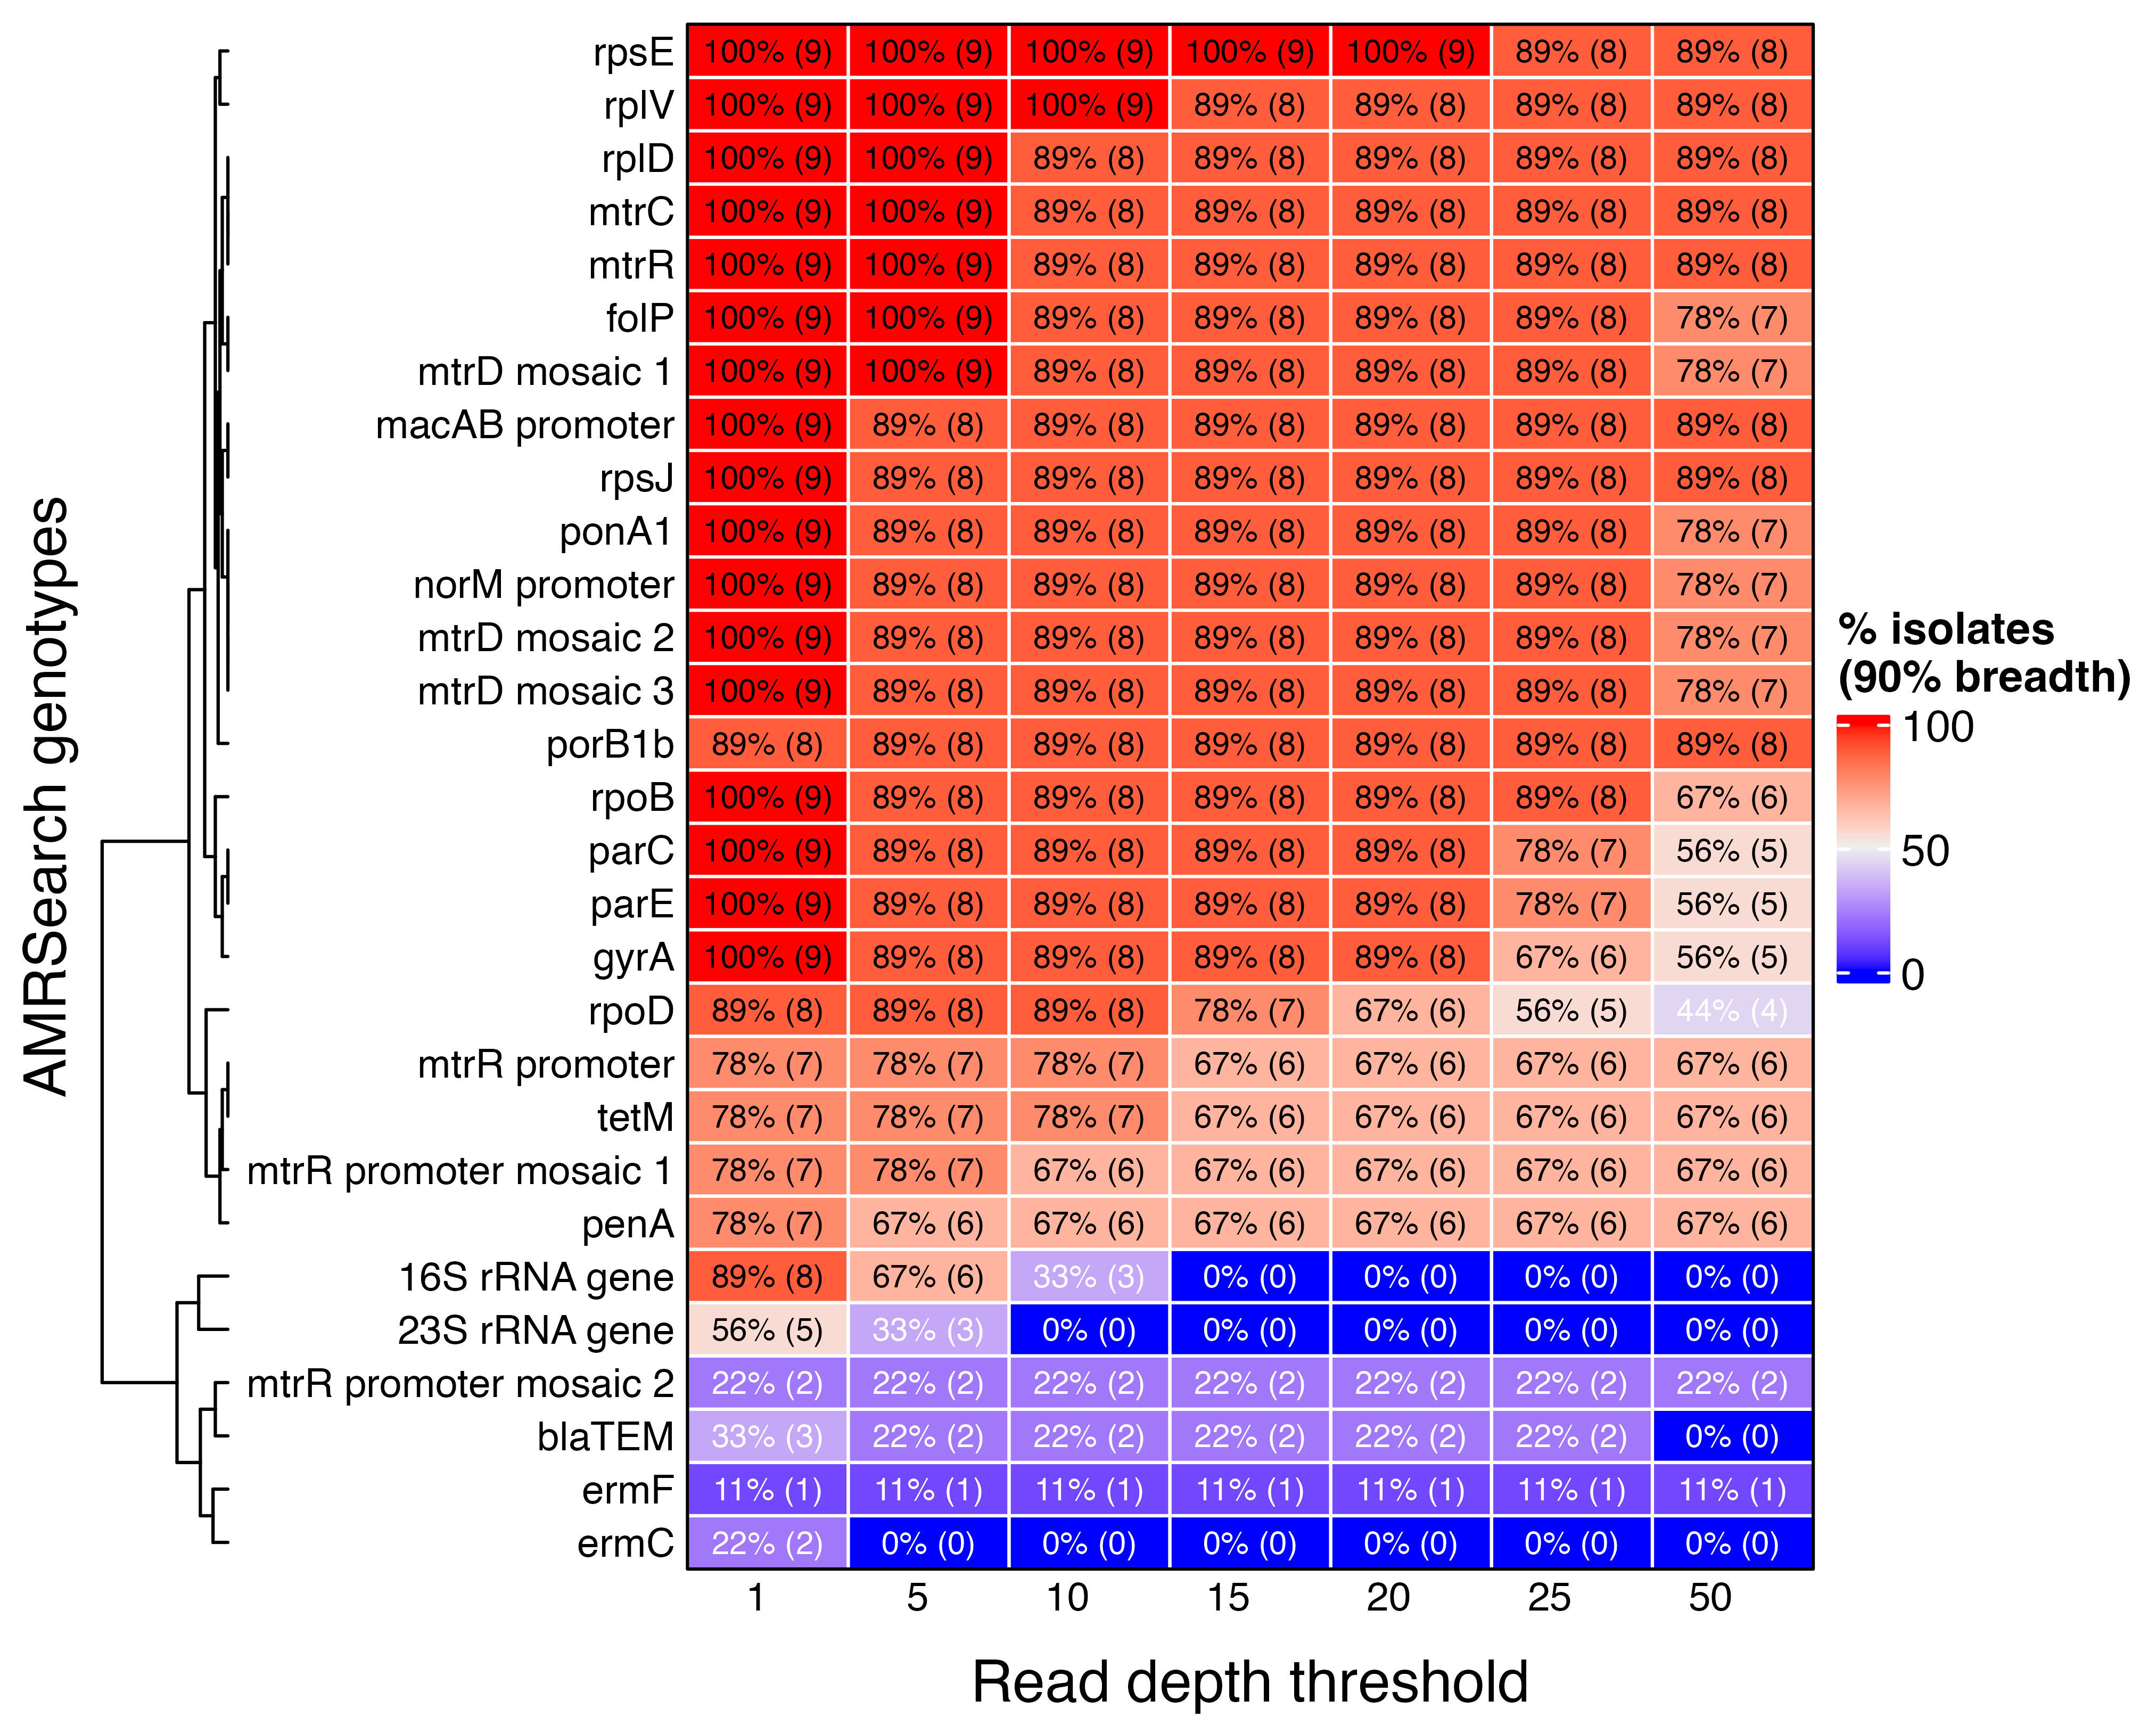 AMRSearch genotypes
rpsE 100% (9) 100% (9) 100% (9) 100% (9) 100% (9) 89% (8) 89% (8)
rplV 100% (9) 100% (9) 100% (9) 89% (8) 89% (8) 89% (8) 89% (8)
rplD 100% (9) 100% (9) 89% (8) 89% (8) 89% (8) 89% (8) 89% (8)
mtrC 100% (9) 100% (9) 89% (8) 89% (8) 89% (8) 89% (8) 89% (8)
mtrR 100% (9) 100% (9) 89% (8) 89% (8) 89% (8) 89% (8) 89% (8)
folP 100% (9) 100% (9) 89% (8) 89% (8) 89% (8) 89% (8) 78% (7)
mtrD mosaic 1 100% (9) 100% (9) 89% (8) 89% (8) 89% (8) 89% (8) 78% (7)
macAB promoter 100% (9) 89% (8) 89% (8) 89% (8) 89% (8) 89% (8) 89% (8)
rpsJ 100% (9) 89% (8) 89% (8) 89% (8) 89% (8) 89% (8) 89% (8)
ponA1 100% (9) 89% (8) 89% (8) 89% (8) 89% (8) 89% (8) 78% (7)
norM promoter 100% (9) 89% (8) 89% (8) 89% (8) 89% (8) 89% (8) 78% (7)
mtrD mosaic 2 100% (9) 89% (8) 89% (8) 89% (8) 89% (8) 89% (8) 78% (7)
mtrD mosaic 3 100% (9) 89% (8) 89% (8) 89% (8) 89% (8) 89% (8) 78% (7)
porB1b 89% (8) 89% (8) 89% (8) 89% (8) 89% (8) 89% (8) 89% (8)
rpoB 100% (9) 89% (8) 89% (8) 89% (8) 89% (8) 89% (8) 67% (6)
parC 100% (9) 89% (8) 89% (8) 89% (8) 89% (8) 78% (7) 56% (5)
parE 100% (9) 89% (8) 89% (8) 89% (8) 89% (8) 78% (7) 56% (5)
gyrA 100% (9) 89% (8) 89% (8) 89% (8) 89% (8) 67% (6) 56% (5)
rpoD 89% (8) 89% (8) 89% (8) 78% (7) 67% (6) 56% (5) 44% (4)
mtrR promoter 78% (7) 78% (7) 78% (7) 67% (6) 67% (6) 67% (6) 67% (6)
tetM 78% (7) 78% (7) 78% (7) 67% (6) 67% (6) 67% (6) 67% (6)
mtrR promoter mosaic 1 78% (7) 78% (7) 67% (6) 67% (6) 67% (6) 67% (6) 67% (6)
penA 78% (7) 67% (6) 67% (6) 67% (6) 67% (6) 67% (6) 67% (6)
16S rRNA gene 89% (8) 67% (6) 33% (3) 0% (0) 0% (0) 0% (0) 0% (0)
23S rRNA gene 56% (5) 33% (3) 0% (0) 0% (0) 0% (0) 0% (0) 0% (0)
mtrR promoter mosaic 2 22% (2) 22% (2) 22% (2) 22% (2) 22% (2) 22% (2) 22% (2)
blaTEM 33% (3) 22% (2) 22% (2) 22% (2) 22% (2) 22% (2) 0% (0)
ermF 11% (1) 11% (1) 11% (1) 11% (1) 11% (1) 11% (1) 11% (1)
ermC 22% (2) 0% (0) 0% (0) 0% (0) 0% (0) 0% (0) 0% (0)
1 5 10 15 20 25 50
Read depth threshold
% isolates
(90% breadth)
100
50
0